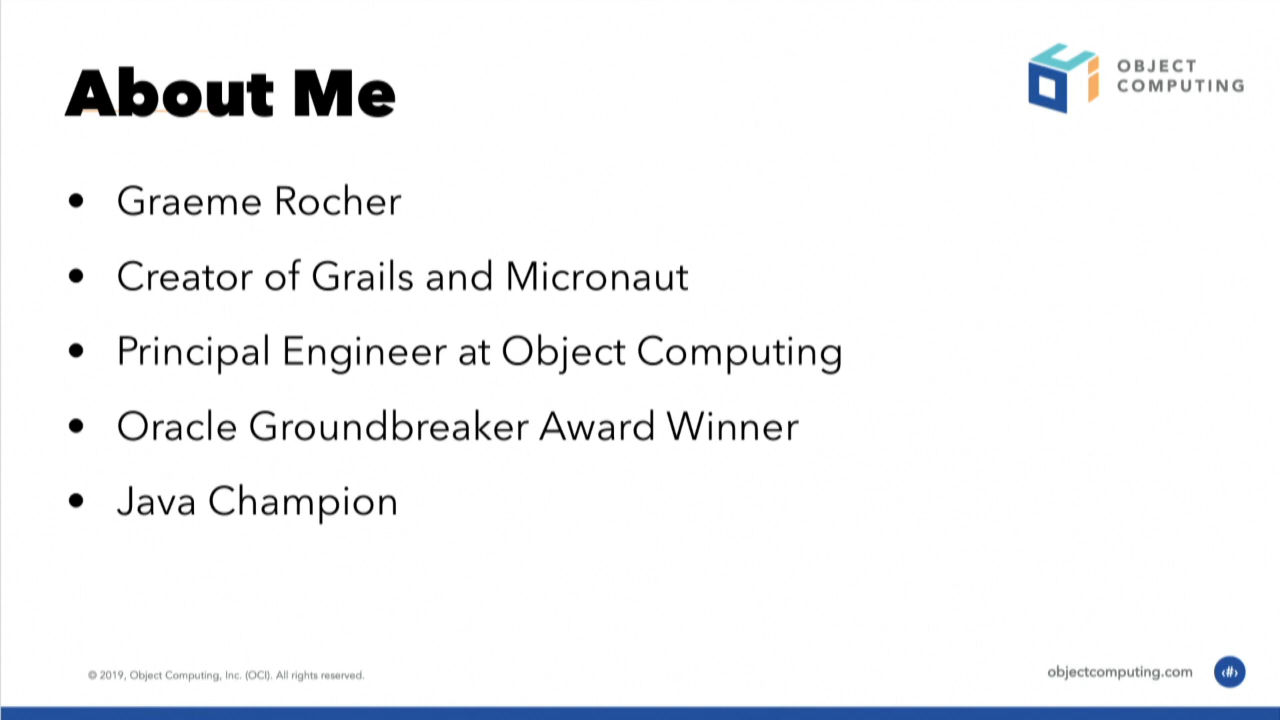 About Me
OBJECT
COMPUTING
• Graeme Rocher
• Creator of Grails and Micronaut
• Principal Engineer at Object Computing
• Oracle Groundbreaker Award Winner
• Java Champion
© 2019, Object Computing, Inc. (OCI). All rights reserved.
objectcomputing.com
‹#›